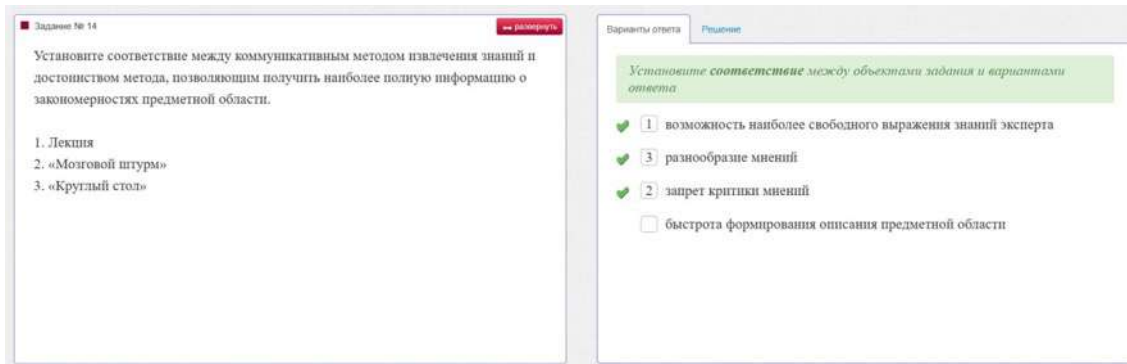 Задание № 14
развернуть
Установите соответствие между коммуникативным методом извлечения знаний и
достоинством метода, позволяющим получить наиболее полную информацию о
закономерностях предметной области.
1. Лекция
2. «Мозговой штурм»
3. «Круглый стол»
Варианты ответа
Решение
Установите соответствие между объектами задания и вариантами
ответа
1 возможность наиболее свободного выражения знаний эксперта
3 разнообразие мнений
2 запрет критики мнений
быстрота формирования описания предметной области